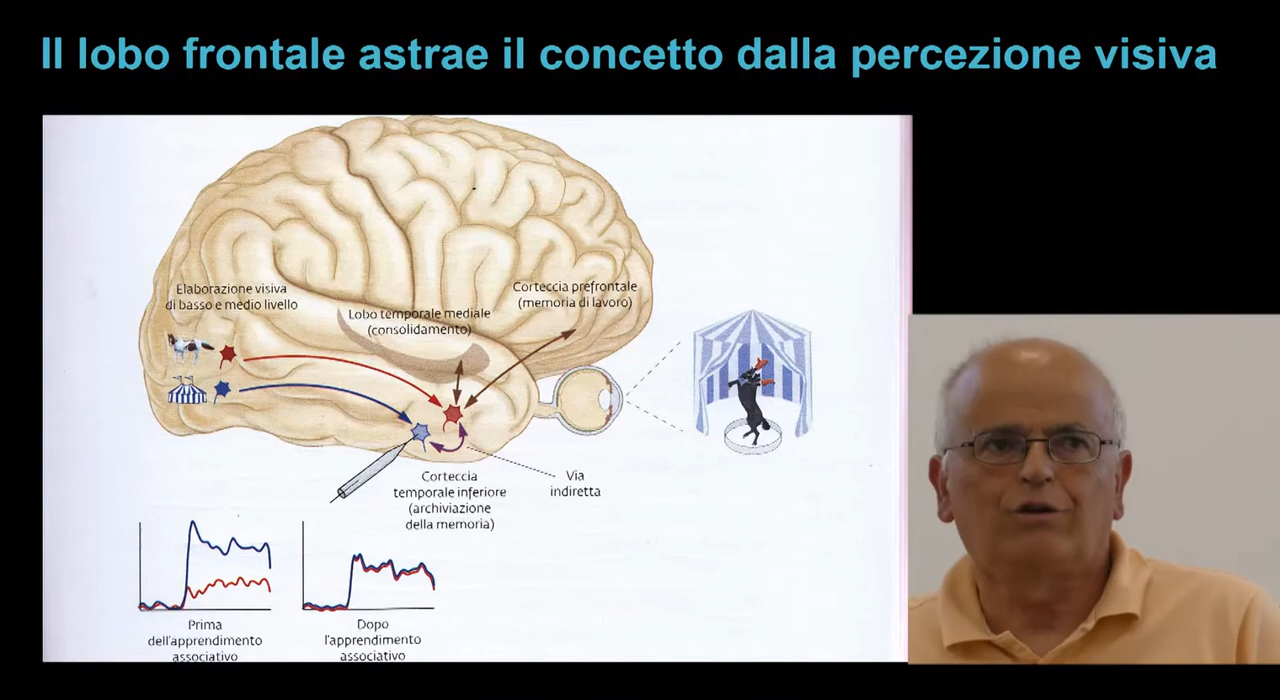 Il lobo frontale astrae il concetto dalla percezione visiva
Elaborazione visiva
di basso e medio livello
Lobo temporale mediale
(consolidamento)
Corteccia prefrontale
(memoria di lavoro)
Corteccia
temporale inferiore
(archiviazione
della memoria)
Via
indiretta
Prima
dell'apprendimento
associativo
Dopo
l'apprendimento
associativo